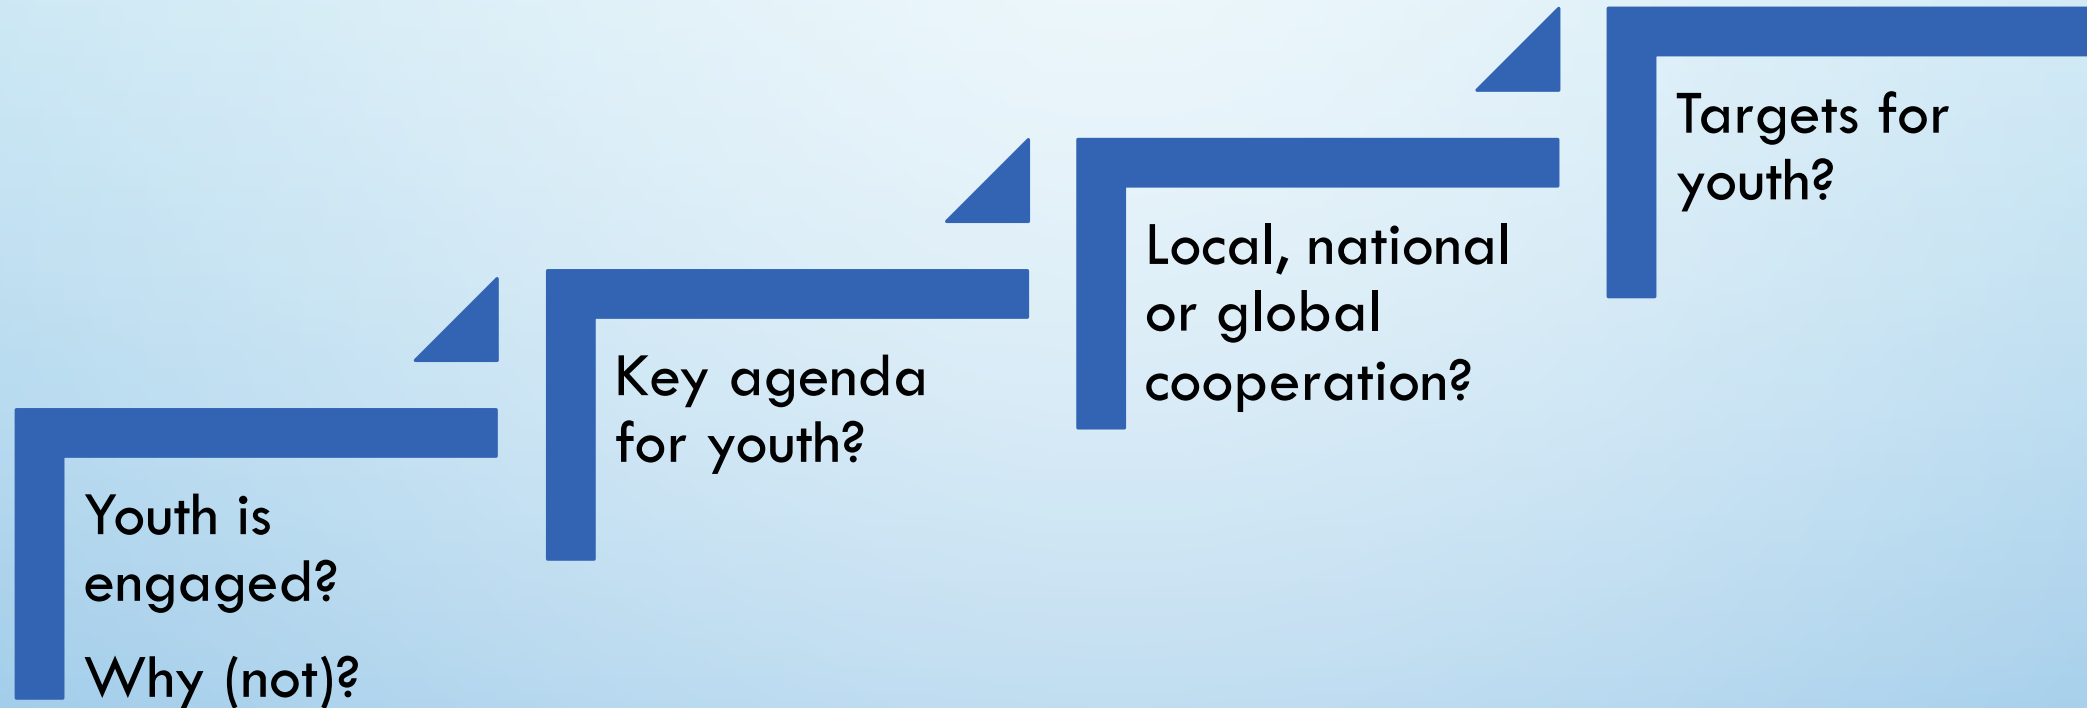 Youth is
engaged?
Why (not)?
Key agenda
for youth?
Local, national
or global
cooperation?
Targets for
youth?